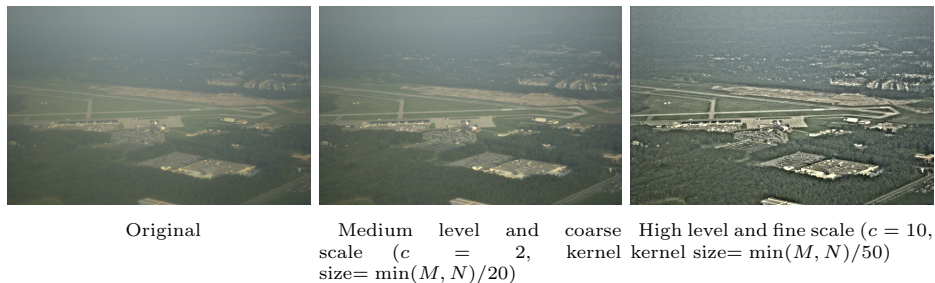 Original
Medium level and coarse
scale (c = 2, kernel
size= min(M, N)/20)
High level and fine scale (c = 10,
kernel size= min(M, N)/50)